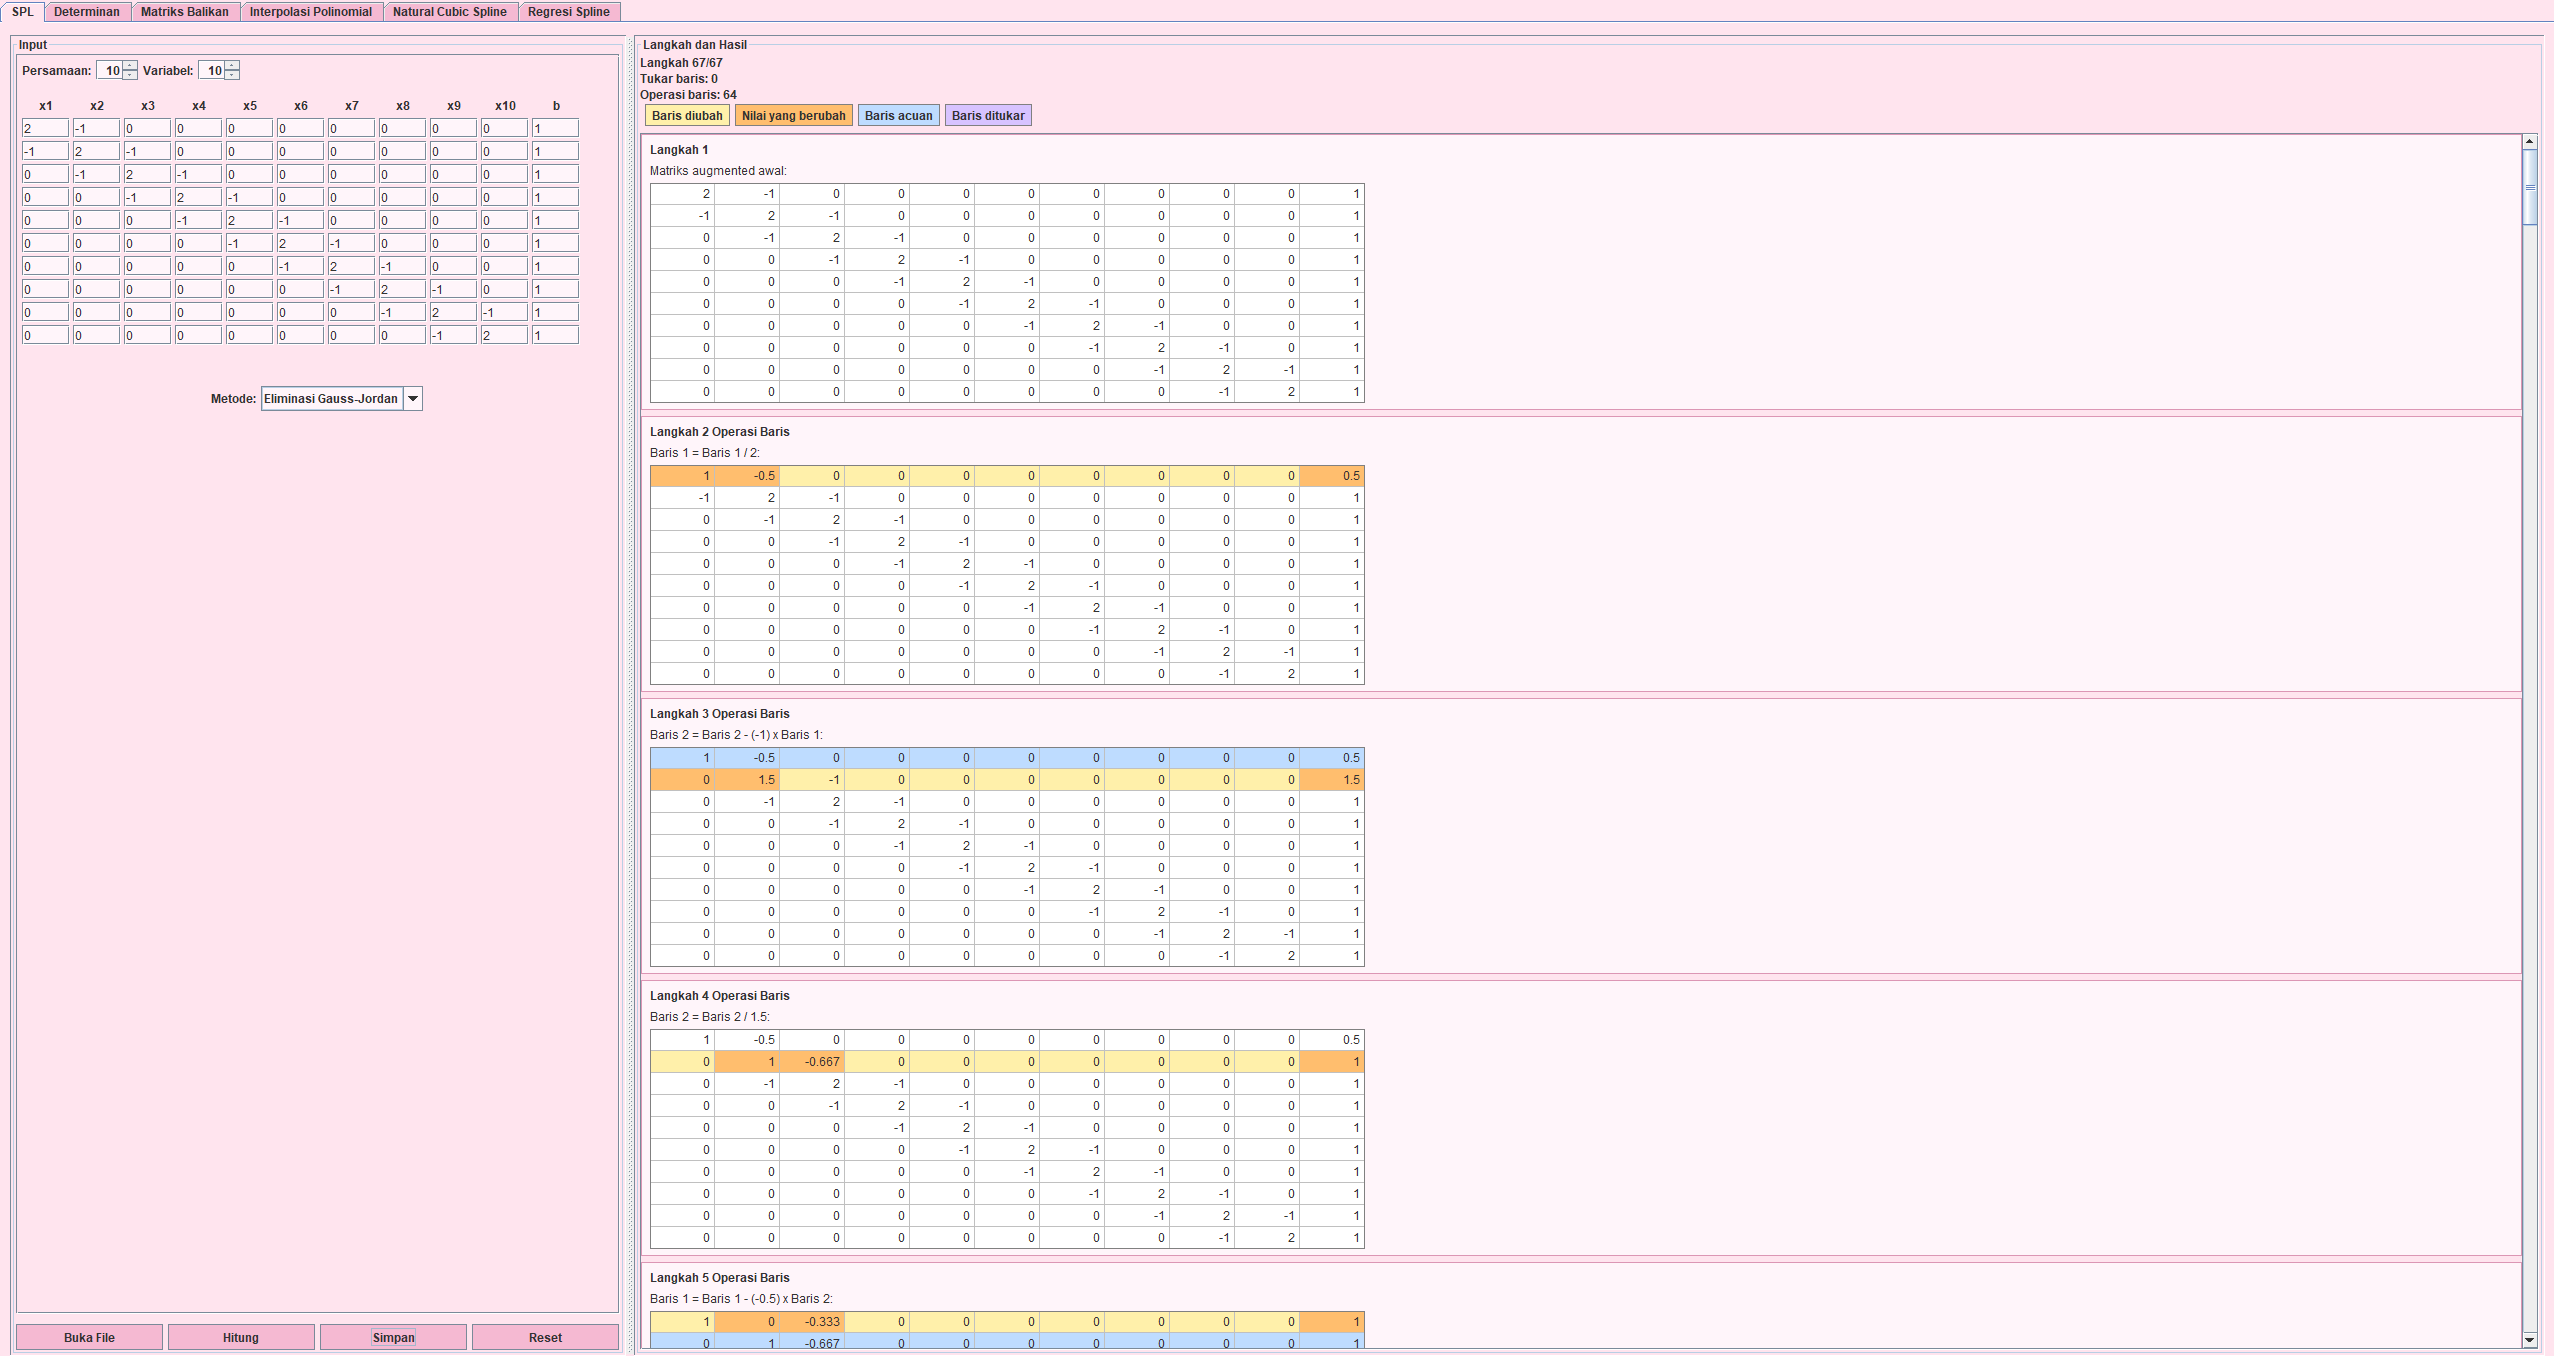 SPL Determinan Matriks Balikan Interpolasi Polinomial Natural Cubic Spline Regresi Spline
Input
Persamaan: 10 Variabel: 10
x1 x2 x3 x4 x5 x6 x7 x8 x9 x10 b
2 -1 0 0 0 0 0 0 0 0 1
-1 2 -1 0 0 0 0 0 0 0 1
0 -1 2 -1 0 0 0 0 0 0 1
0 0 -1 2 -1 0 0 0 0 0 1
0 0 0 -1 2 -1 0 0 0 0 1
0 0 0 0 -1 2 -1 0 0 0 1
0 0 0 0 0 -1 2 -1 0 0 1
0 0 0 0 0 0 -1 2 -1 0 1
0 0 0 0 0 0 0 -1 2 -1 1
0 0 0 0 0 0 0 0 -1 2 1
Metode: Eliminasi Gauss-Jordan
Buka File Hitung Simpan Reset
Langkah dan Hasil
Langkah 67/67
Tukar baris: 0
Operasi baris: 64
Baris diubah Nilai yang berubah Baris acuan Baris ditukar
Langkah 1
Matriks augmented awal:
2 -1 0 0 0 0 0 0 0 0 1
-1 2 -1 0 0 0 0 0 0 0 1
0 -1 2 -1 0 0 0 0 0 0 1
0 0 -1 2 -1 0 0 0 0 0 1
0 0 0 -1 2 -1 0 0 0 0 1
0 0 0 0 -1 2 -1 0 0 0 1
0 0 0 0 0 -1 2 -1 0 0 1
0 0 0 0 0 0 -1 2 -1 0 1
0 0 0 0 0 0 0 -1 2 -1 1
0 0 0 0 0 0 0 0 -1 2 1
Langkah 2 Operasi Baris
Baris 1 = Baris 1 / 2:
1 -0.5 0 0 0 0 0 0 0 0 0.5
-1 2 -1 0 0 0 0 0 0 0 1
0 -1 2 -1 0 0 0 0 0 0 1
0 0 -1 2 -1 0 0 0 0 0 1
0 0 0 -1 2 -1 0 0 0 0 1
0 0 0 0 -1 2 -1 0 0 0 1
0 0 0 0 0 -1 2 -1 0 0 1
0 0 0 0 0 0 -1 2 -1 0 1
0 0 0 0 0 0 0 -1 2 -1 1
0 0 0 0 0 0 0 0 -1 2 1
Langkah 3 Operasi Baris
Baris 2 = Baris 2 - (-1) x Baris 1:
1 -0.5 0 0 0 0 0 0 0 0 0.5
0 1.5 -1 0 0 0 0 0 0 0 1.5
0 -1 2 -1 0 0 0 0 0 0 1
0 0 -1 2 -1 0 0 0 0 0 1
0 0 0 -1 2 -1 0 0 0 0 1
0 0 0 0 -1 2 -1 0 0 0 1
0 0 0 0 0 -1 2 -1 0 0 1
0 0 0 0 0 0 -1 2 -1 0 1
0 0 0 0 0 0 0 -1 2 -1 1
0 0 0 0 0 0 0 0 -1 2 1
Langkah 4 Operasi Baris
Baris 2 = Baris 2 / 1.5:
1 -0.5 0 0 0 0 0 0 0 0 0.5
0 1 -0.667 0 0 0 0 0 0 0 1
0 -1 2 -1 0 0 0 0 0 0 1
0 0 -1 2 -1 0 0 0 0 0 1
0 0 0 -1 2 -1 0 0 0 0 1
0 0 0 0 -1 2 -1 0 0 0 1
0 0 0 0 0 -1 2 -1 0 0 1
0 0 0 0 0 0 -1 2 -1 0 1
0 0 0 0 0 0 0 -1 2 -1 1
0 0 0 0 0 0 0 0 -1 2 1
Langkah 5 Operasi Baris
Baris 1 = Baris 1 - (-0.5) x Baris 2:
1 0 -0.333 0 0 0 0 0 0 0 1
0 1 -0.667 0 0 0 0 0 0 0 1